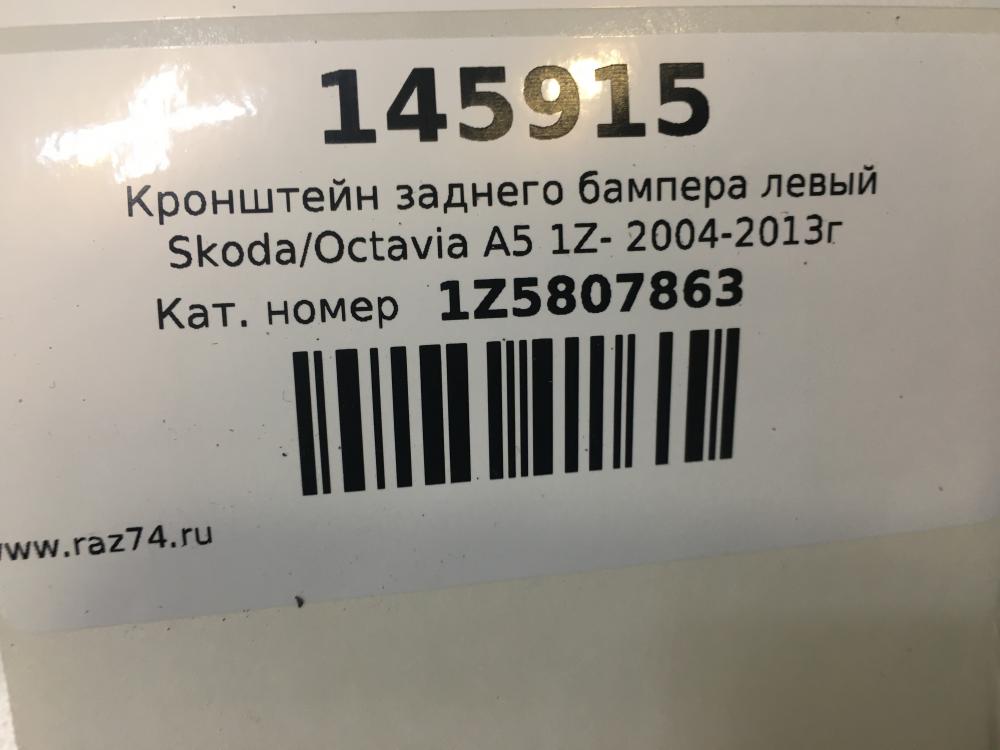 145915
Кронштейн заднего бампера левый
Skoda/Octavia A5 1Z- 2004-2013г
Кат. номер 1Z5807863
www.raz74.ru